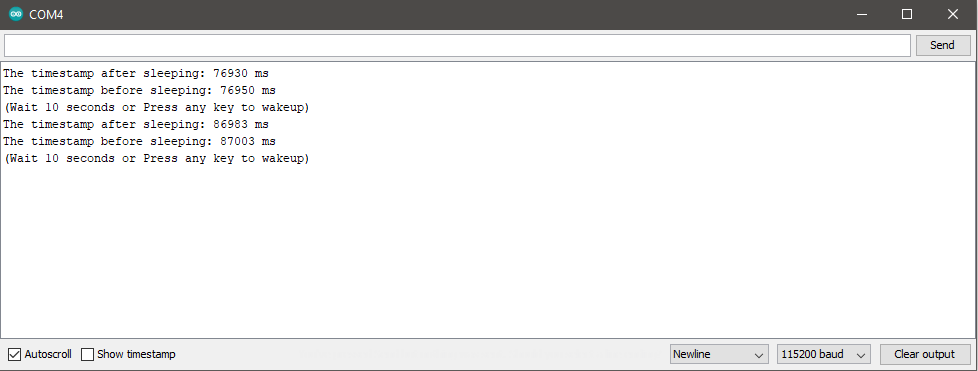 COM4
Send
The timestamp after sleeping: 76930 ms
The timestamp before sleeping: 76950 ms
(Wait 10 seconds or Press any key to wakeup)
The timestamp after sleeping: 86983 ms
The timestamp before sleeping: 87003 ms
(Wait 10 seconds or Press any key to wakeup)
Autoscroll Show timestamp Newline 115200 baud Clear output